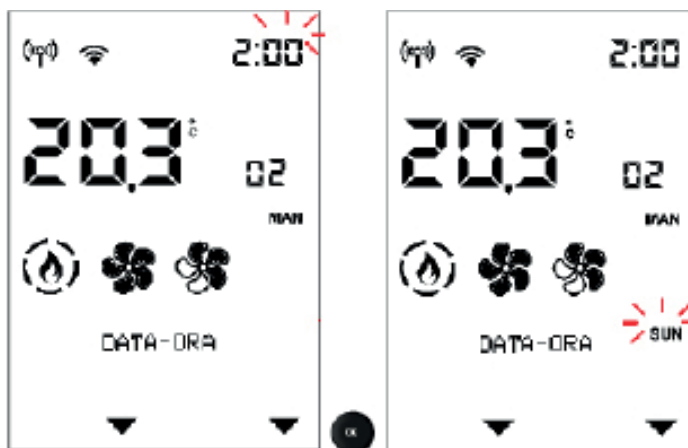 2:00
20.3 °c
02
MAN
DATA-ORA
OK
2:00
20.3 °c
02
MAN
SUN
DATA-ORA